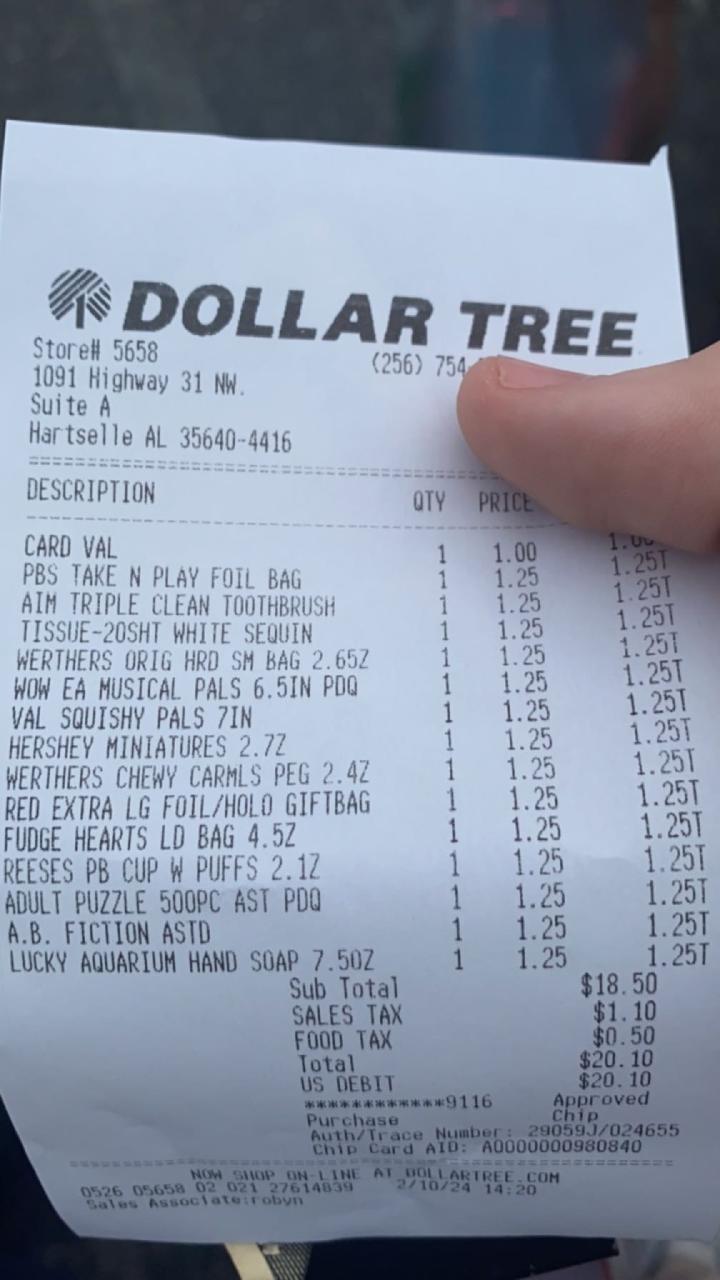 DOLLAR TREE
Store# 5658 (256) 754-
1091 Highway 31 NW.
Suite A
Hartselle AL 35640-4416
DESCRIPTION QTY PRICE
CARD VAL 1 1.00 1.00
PBS TAKE N PLAY FOIL BAG 1 1.25 1.25T
AIM TRIPLE CLEAN TOOTHBRUSH 1 1.25 1.25T
TISSUE-20SHT WHITE SEQUIN 1 1.25 1.25T
WERTHERS ORIG HRD SM BAG 2.65Z 1 1.25 1.25T
WOW EA MUSICAL PALS 6.5IN PDQ 1 1.25 1.25T
VAL SQUISHY PALS 7IN 1 1.25 1.25T
HERSHEY MINIATURES 2.7Z 1 1.25 1.25T
WERTHERS CHEWY CARMLS PEG 2.4Z 1 1.25 1.25T
RED EXTRA LG FOIL/HOLO GIFTBAG 1 1.25 1.25T
FUDGE HEARTS LD BAG 4.5Z 1 1.25 1.25T
REESES PB CUP W PUFFS 2.1Z 1 1.25 1.25T
ADULT PUZZLE 500PC AST PDQ 1 1.25 1.25T
A.B. FICTION ASTD 1 1.25 1.25T
LUCKY AQUARIUM HAND SOAP 7.50Z 1 1.25 1.25T
Sub Total $18.50
SALES TAX $1.10
FOOD TAX $0.50
Total $20.10
US DEBIT $20.10
************9116 Approved
Purchase Chip
Auth/Trace Number: 29059J/024655
Chip Card AID: A0000000980840
NOW SHOP ON-LINE AT DOLLARTREE.COM
0526 05658 02 021 27614839 2/10/24 14:20
Sales Associate:robyn